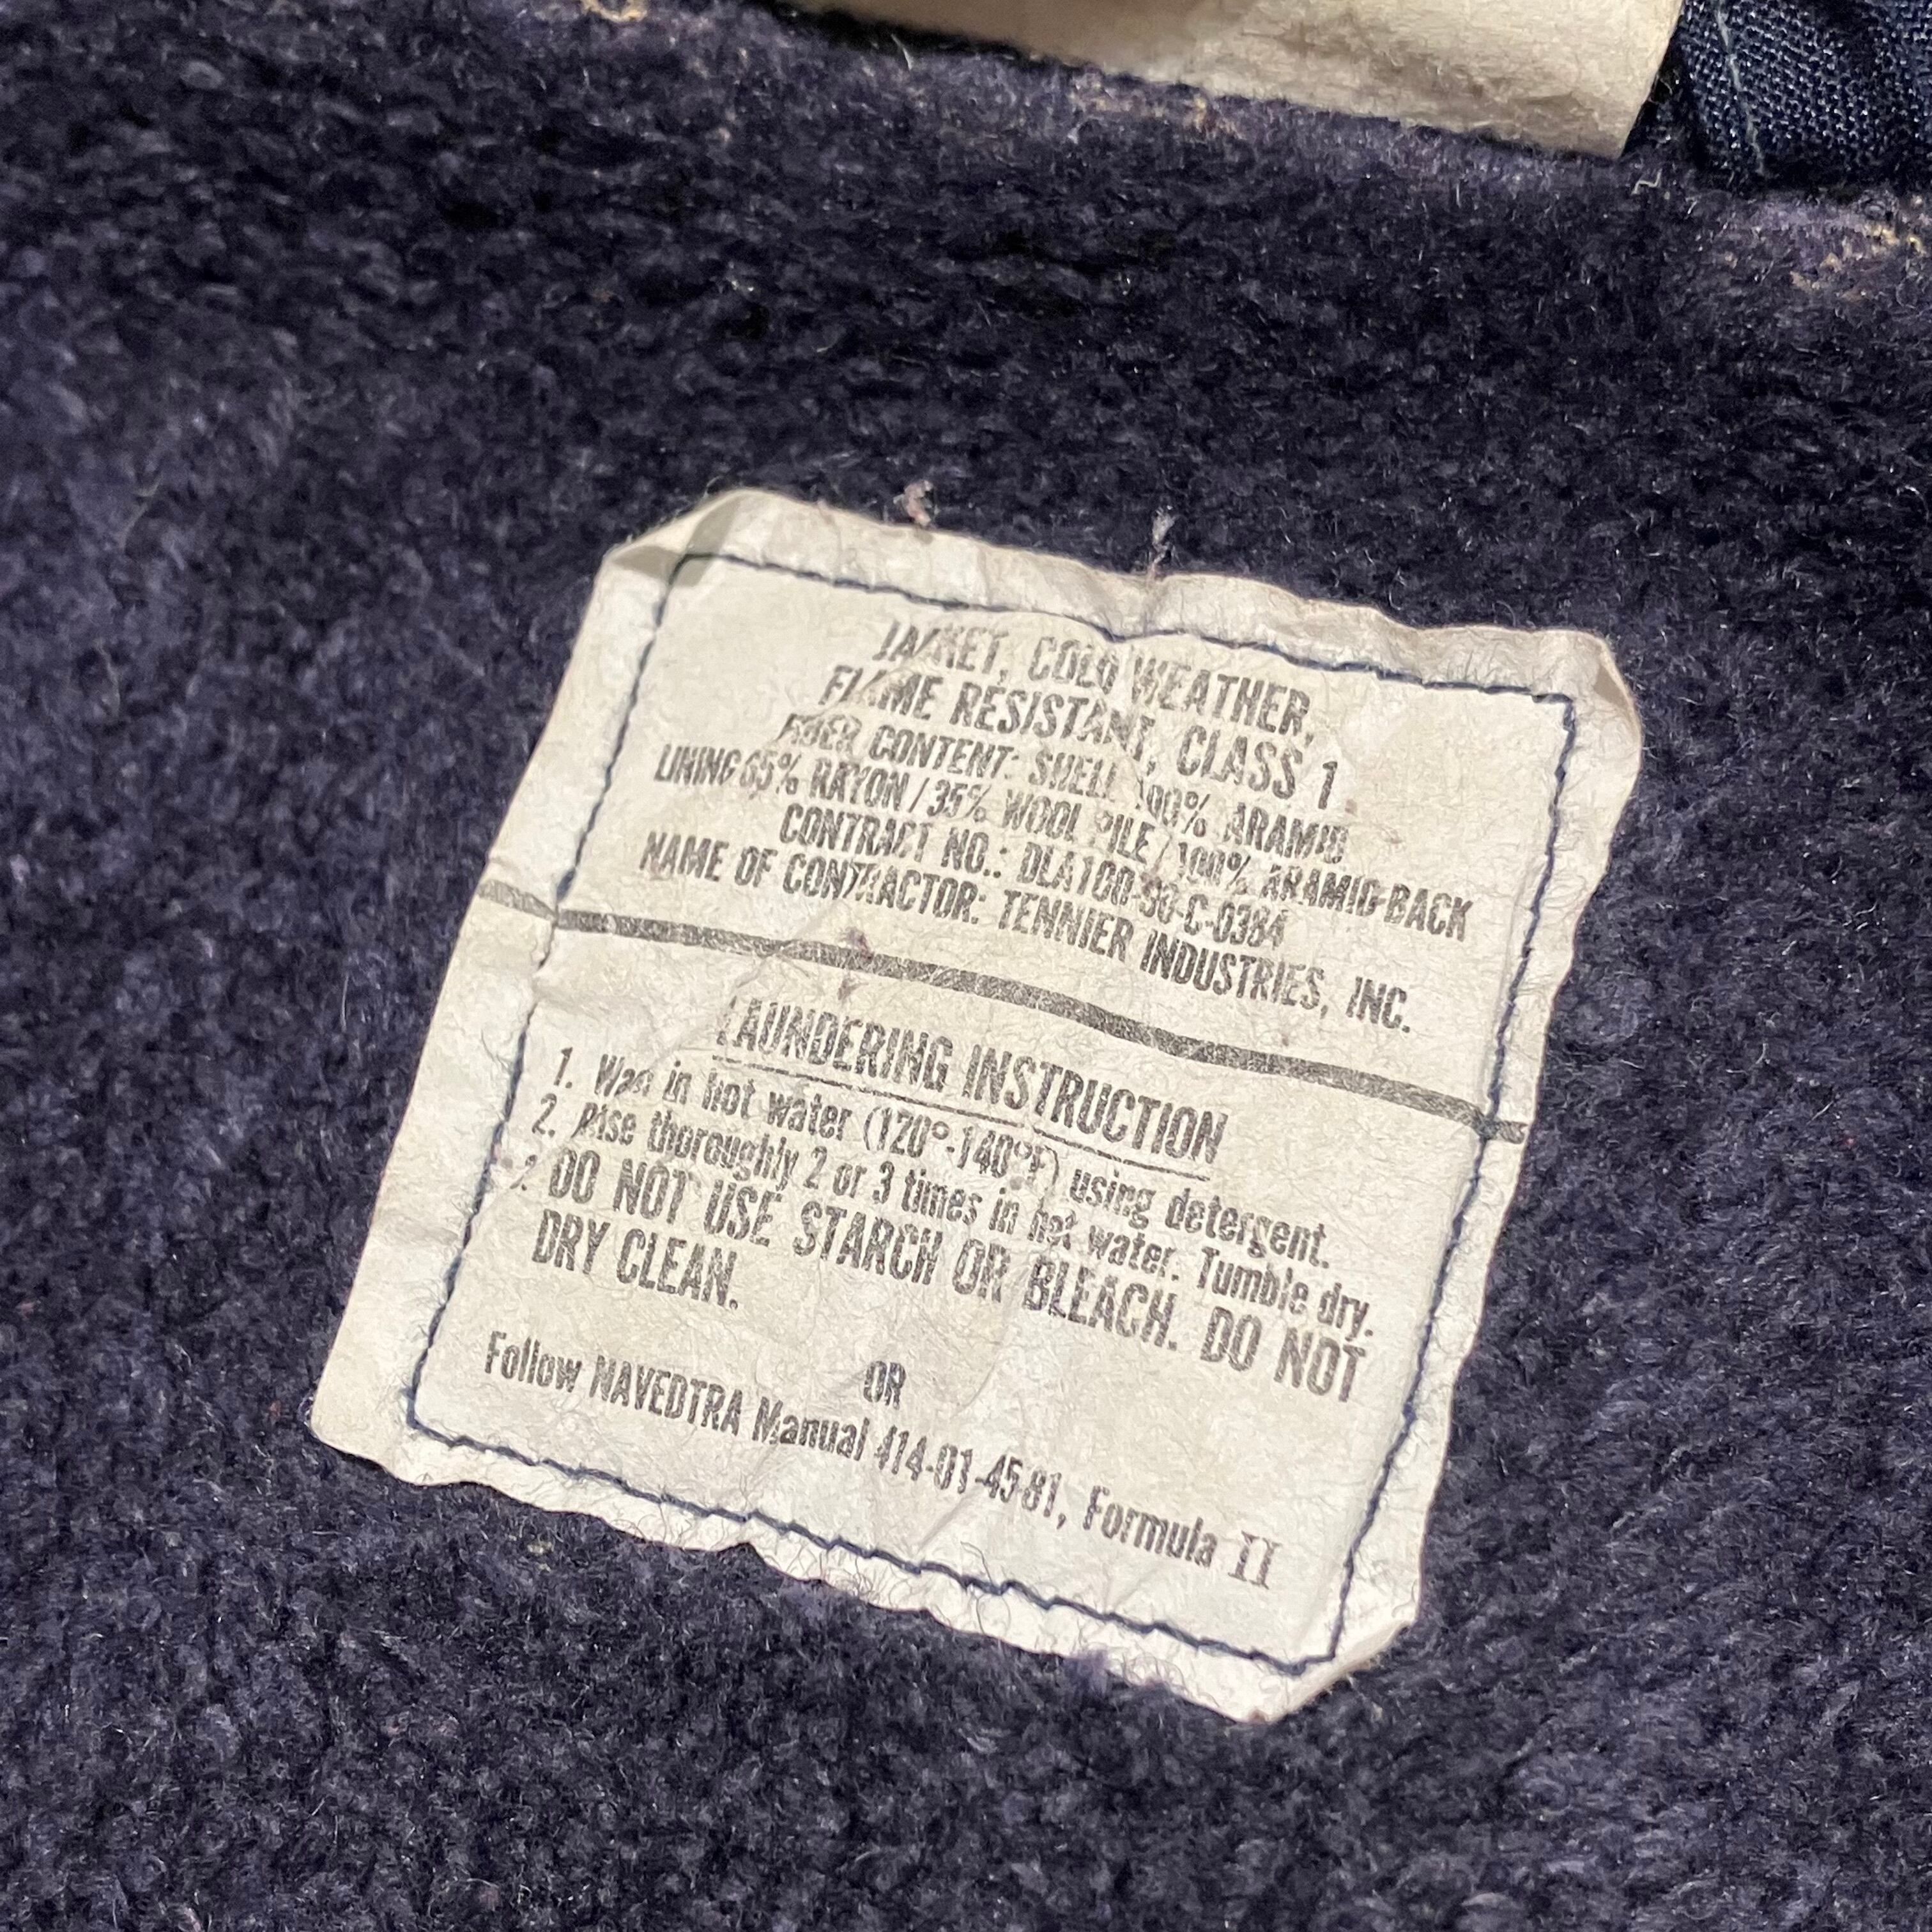 JACKET, COLD WEATHER,
FLAME RESISTANT, CLASS 1
FIBER CONTENT: SHELL 100% ARAMID
LINING 65% RAYON / 35% WOOL PILE / 100% ARAMID-BACK
CONTRACT NO.: DLA100-90-C-0384
NAME OF CONTRACTOR: TENNIER INDUSTRIES, INC.
LAUNDERING INSTRUCTION
1. Wash in hot water (120°-140°F) using detergent.
2. Rise thoroughly 2 or 3 times in hot water. Tumble dry.
3. DO NOT USE STARCH OR BLEACH. DO NOT
DRY CLEAN.
OR
Follow NAVEDTRA Manual 414-01-45-81, Formula II